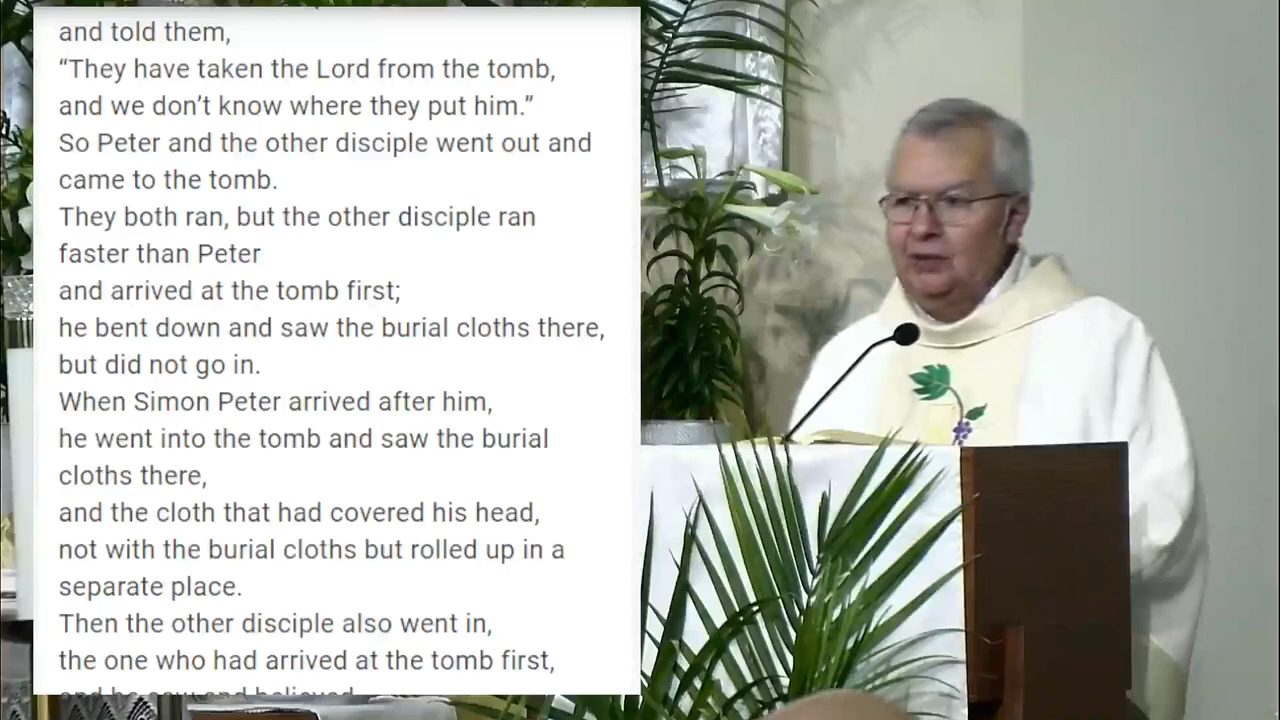 and told them,
“They have taken the Lord from the tomb,
and we don’t know where they put him.”
So Peter and the other disciple went out and
came to the tomb.
They both ran, but the other disciple ran
faster than Peter
and arrived at the tomb first;
he bent down and saw the burial cloths there,
but did not go in.
When Simon Peter arrived after him,
he went into the tomb and saw the burial
cloths there,
and the cloth that had covered his head,
not with the burial cloths but rolled up in a
separate place.
Then the other disciple also went in,
the one who had arrived at the tomb first,
and he saw and believed